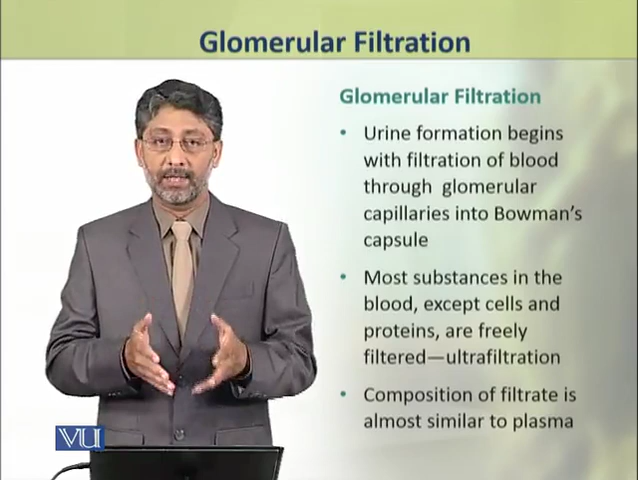 Glomerular Filtration
Glomerular Filtration
• Urine formation begins
with filtration of blood
through glomerular
capillaries into Bowman's
capsule
• Most substances in the
blood, except cells and
proteins, are freely
filtered—ultrafiltration
• Composition of filtrate is
almost similar to plasma
VU